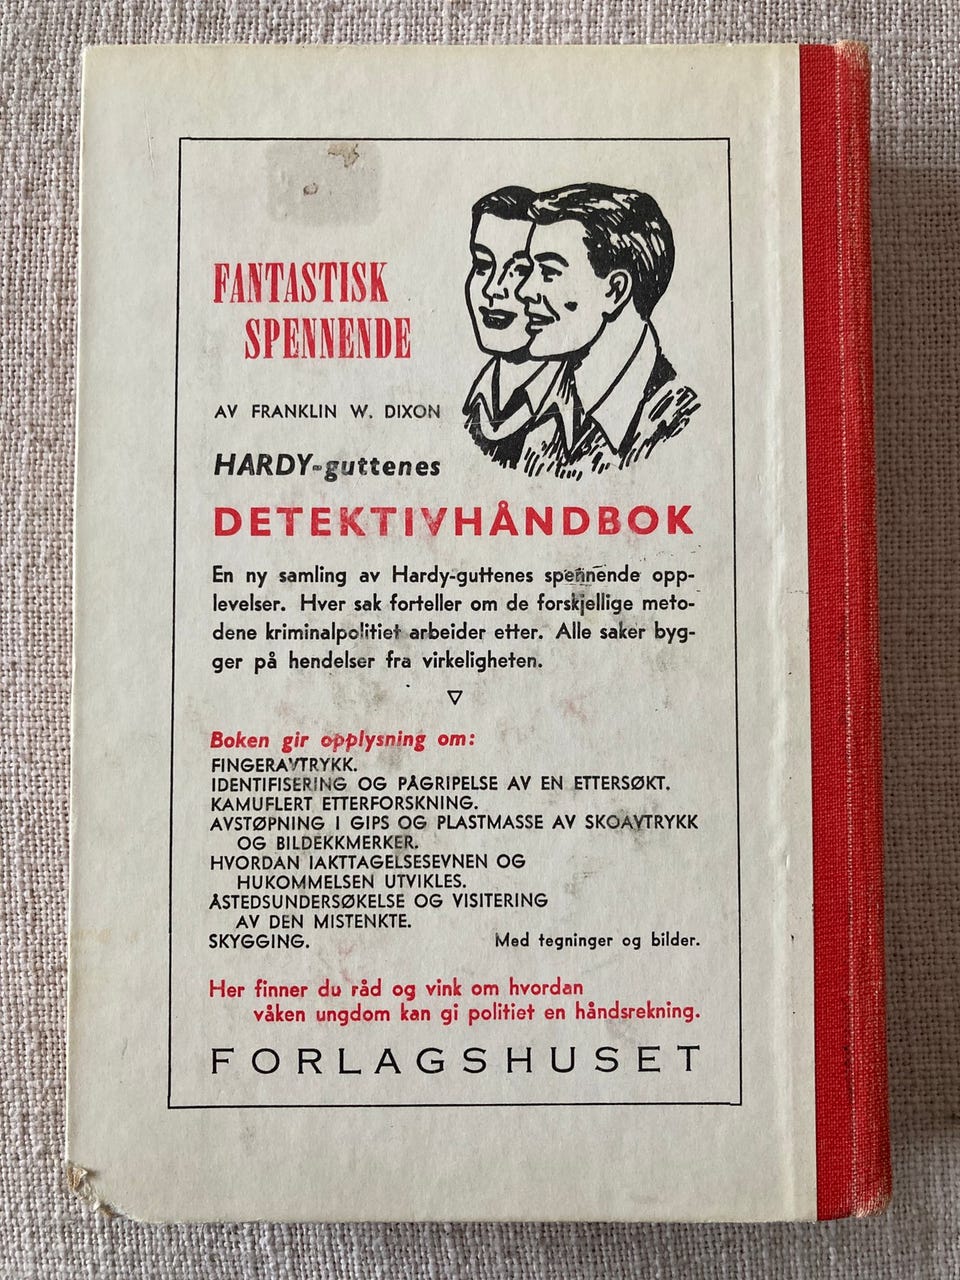 FANTASTISK
SPENNENDE
AV FRANKLIN W. DIXON
HARDY-guttenes
DETEKTIVHÅNDBOK
En ny samling av Hardy-guttenes spennende opp-
levelser. Hver sak forteller om de forskjellige meto-
dene kriminalpolitiet arbeider etter. Alle saker byg-
ger på hendelser fra virkeligheten.
Boken gir opplysning om:
FINGERAVTRYKK.
IDENTIFISERING OG PÅGRIPELSE AV EN ETTERSØKT.
KAMUFLERT ETTERFORSKNING.
AVSTØPNING I GIPS OG PLASTMASSE AV SKOAVTRYKK
OG BILDEKKMERKER.
HVORDAN IAKTTAGELSESEVNEN OG
HUKOMMELSEN UTVIKLES.
ÅSTEDSUNDERSØKELSE OG VISITERING
AV DEN MISTENKTE.
SKYGGING. Med tegninger og bilder.
Her finner du råd og vink om hvordan
våken ungdom kan gi politiet en håndsrekning.
FORLAGSHUSET